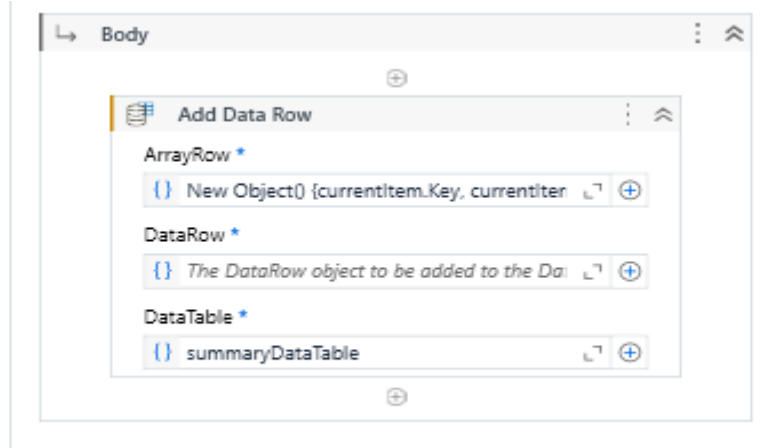 Body
Add Data Row
ArrayRow *
{} New Object() {currentItem.Key, currentIter
DataRow *
{} The DataRow object to be added to the Da
DataTable *
{} summaryDataTable